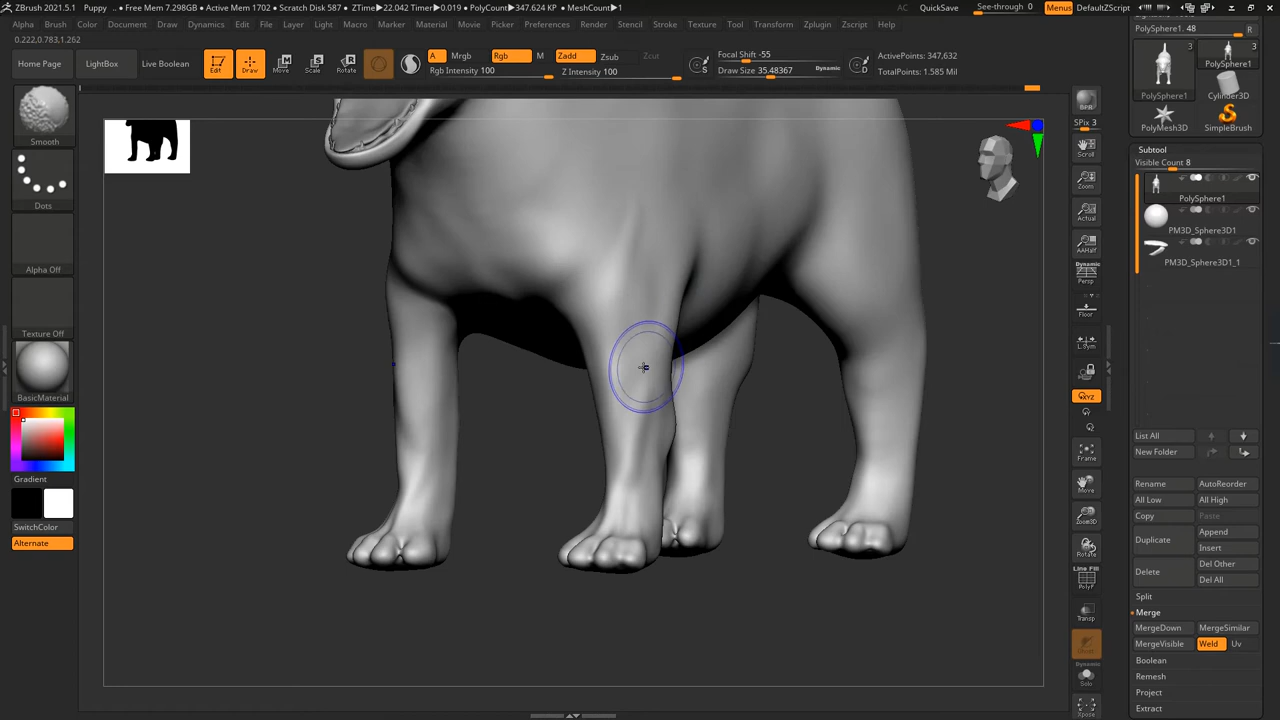 ZBrush 2021.5.1 Puppy .. • Free Mem 7.298GB • Active Mem 1702 • Scratch Disk 587 • ZTime▶22.042 Timer▶0.019 • PolyCount▶347.624 KP • MeshCount▶1 AC QuickSave See-through 0 Menus DefaultZScript
Alpha Brush Color Document Draw Dynamics Edit File Layer Light Macro Marker Material Movie Picker Preferences Render Stencil Stroke Texture Tool Transform Zplugin Zscript Help
0.222,0.783,1.262
Home Page LightBox Live Boolean Edit Draw Move Scale Rotate
A Mrgb Rgb M Zadd Zsub Zcut
Rgb Intensity 100 Z Intensity 100
S Focal Shift -55
Draw Size 35.48367 Dynamic
D ActivePoints: 347,632
TotalPoints: 1.585 Mil
Smooth
Dots
Alpha Off
Texture Off
BasicMaterial
Gradient
SwitchColor
Alternate
BPR
SPix 3
Scroll
Zoom
Actual
AAHalf
Dynamic
Persp
Floor
L.Sym
XYZ
Frame
Move
Zoom3D
Rotate
Line Fill
PolyF
Transp
Dynamic
Solo
Xpose
PolySphere1. 48 R
3 3
PolySphere1
Cylinder3D
PolySphere1
PolyMesh3D SimpleBrush
Subtool
Visible Count 8
PolySphere1
PM3D_Sphere3D1
PM3D_Sphere3D1_1
List All
New Folder
Rename AutoReorder
All Low All High
Copy Paste
Duplicate Append
Insert
Delete Del Other
Del All
Split
Merge
MergeDown MergeSimilar
MergeVisible Weld Uv
Boolean
Remesh
Project
Extract